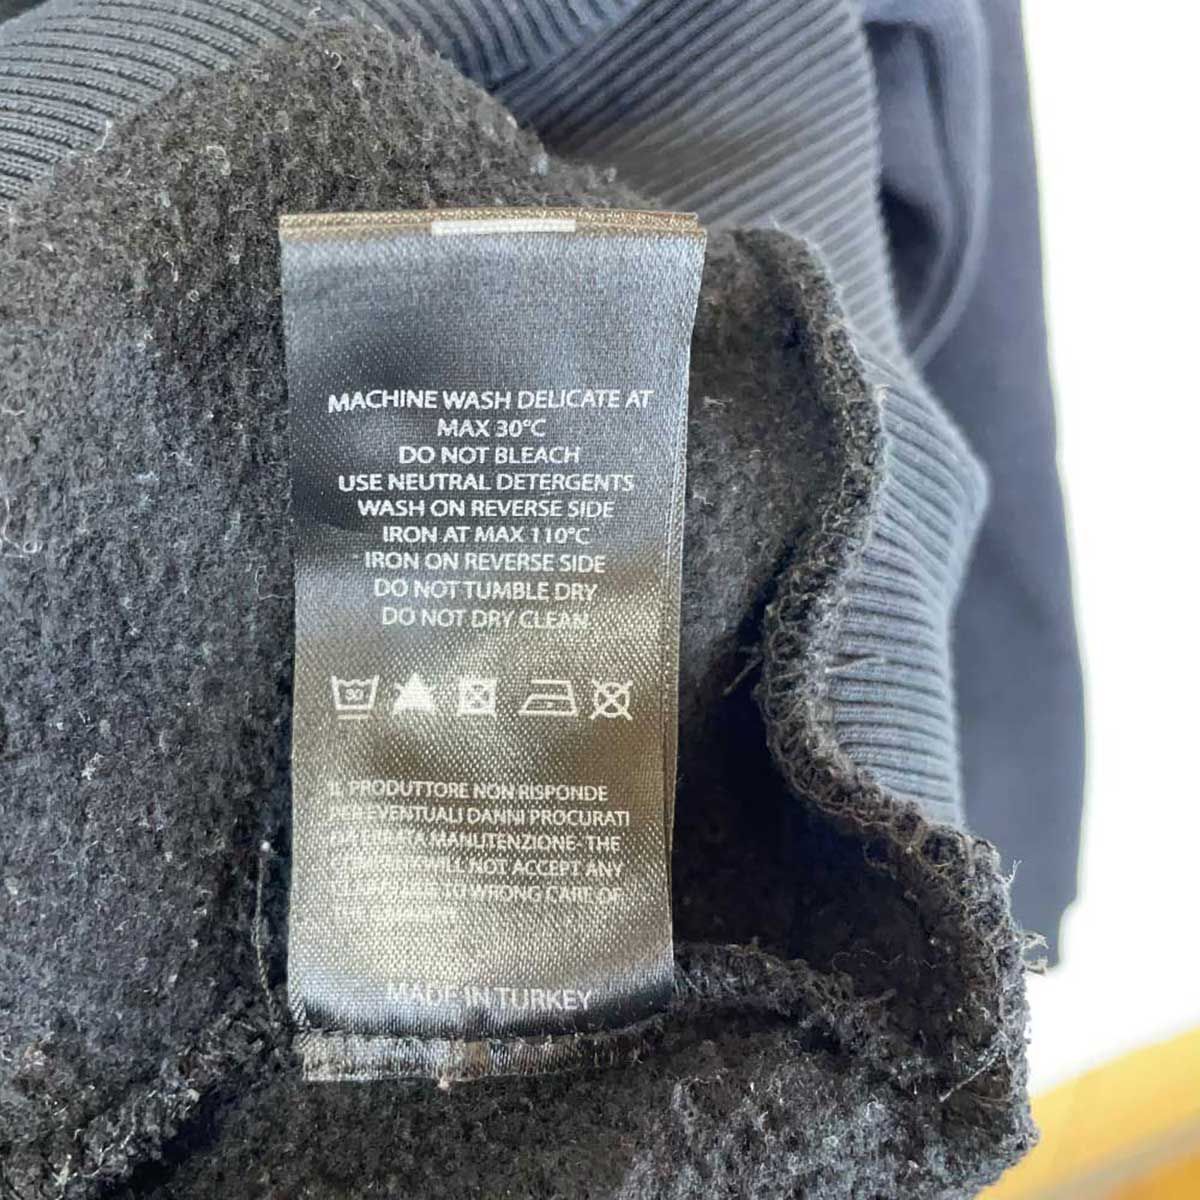 MACHINE WASH DELICATE AT
MAX 30°C
DO NOT BLEACH
USE NEUTRAL DETERGENTS
WASH ON REVERSE SIDE
IRON AT MAX 110°C
IRON ON REVERSE SIDE
DO NOT TUMBLE DRY
DO NOT DRY CLEAN
30
IL PRODUTTORE NON RISPONDE
PER EVENTUALI DANNI PROCURATI
MANUTENZIONE- THE
WILL NOT ACCEPT ANY
TO WRONG CARE OF
MADE IN TURKEY